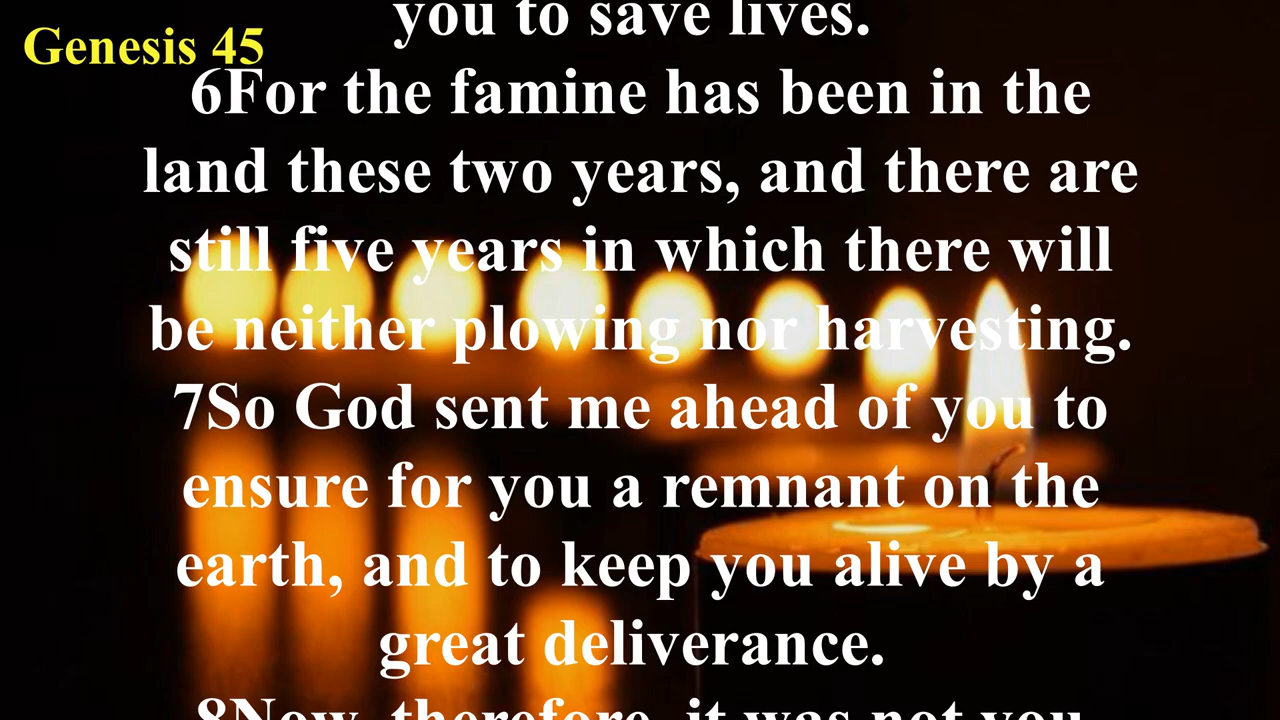 Genesis 45
you to save lives.
6For the famine has been in the
land these two years, and there are
still five years in which there will
be neither plowing nor harvesting.
7So God sent me ahead of you to
ensure for you a remnant on the
earth, and to keep you alive by a
great deliverance.
8Now, therefore, it was not you